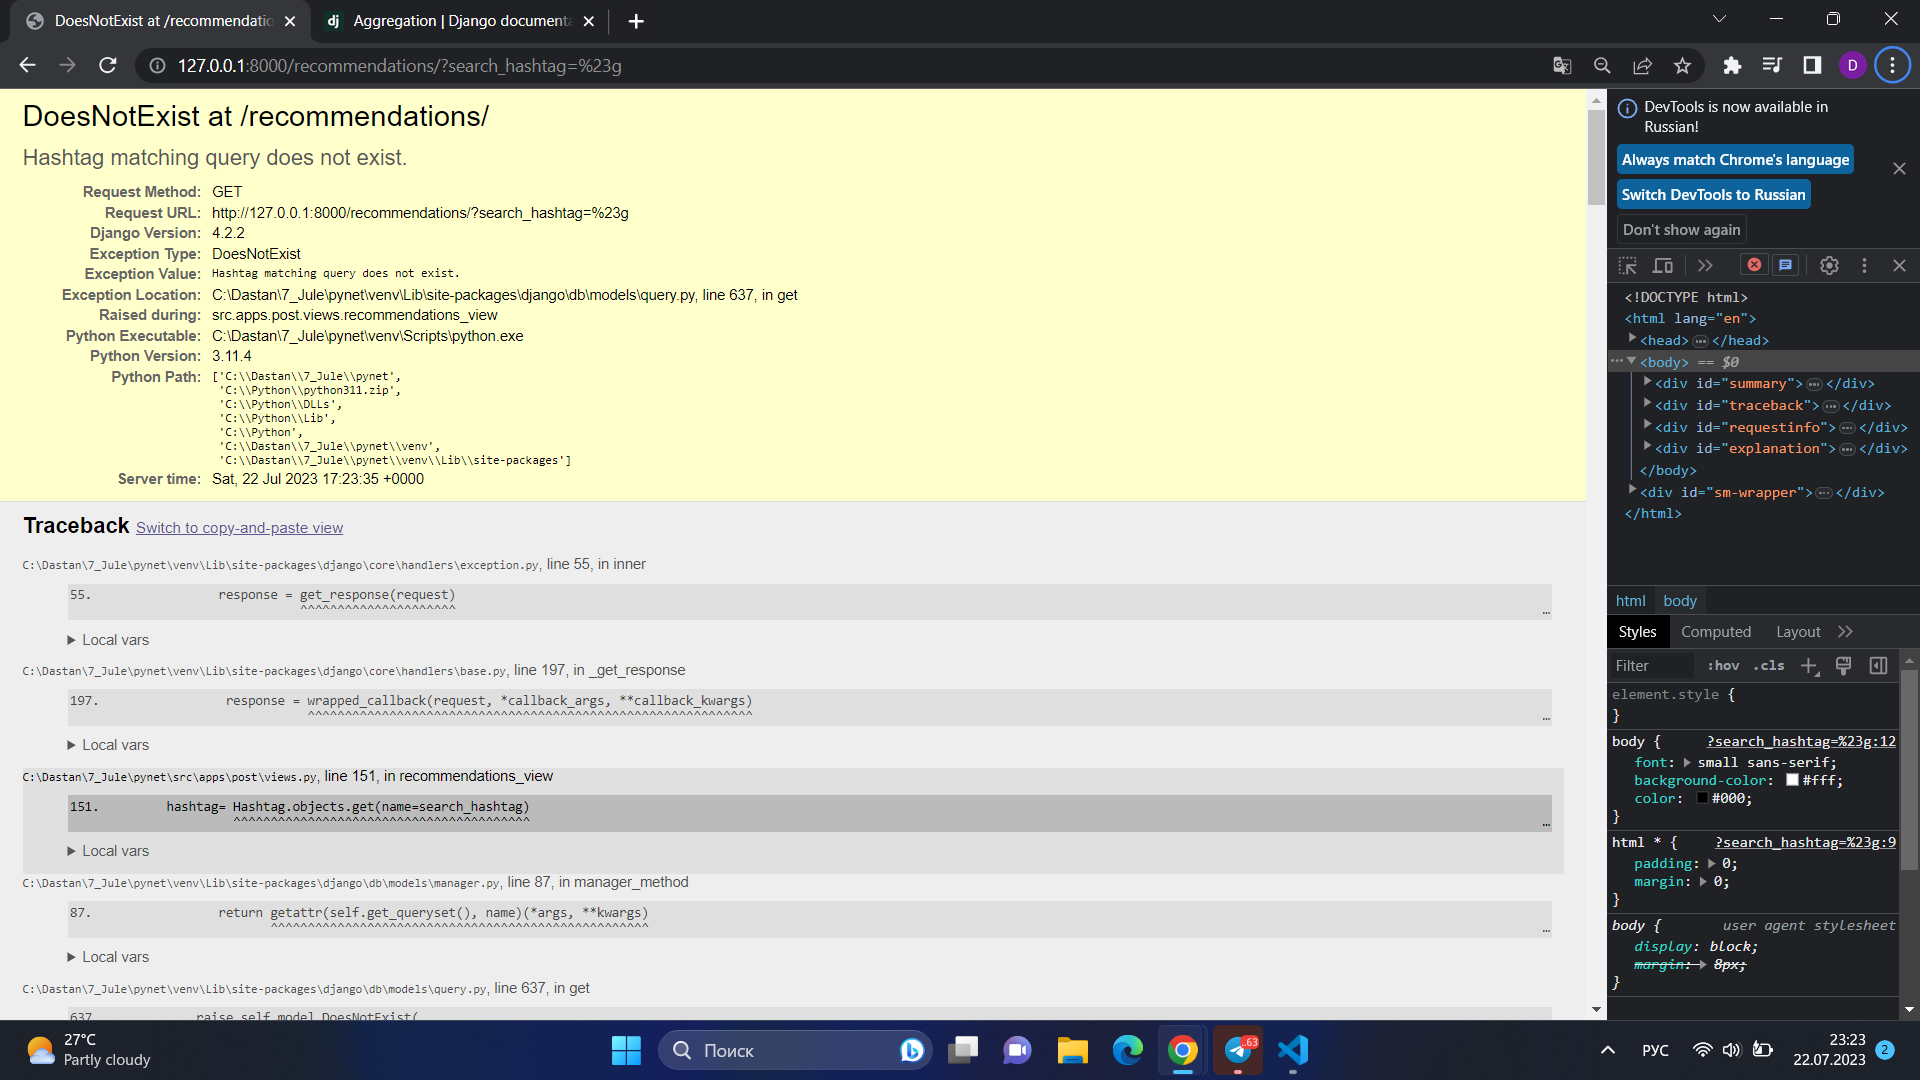 DoesNotExist at /recommendatio
Aggregation | Django documenta
127.0.0.1:8000/recommendations/?search_hashtag=%23g
D
DoesNotExist at /recommendations/
Hashtag matching query does not exist.
Request Method: GET
Request URL: http://127.0.0.1:8000/recommendations/?search_hashtag=%23g
Django Version: 4.2.2
Exception Type: DoesNotExist
Exception Value: Hashtag matching query does not exist.
Exception Location: C:\Dastan\7_Jule\pynet\venv\Lib\site-packages\django\db\models\query.py, line 637, in get
Raised during: src.apps.post.views.recommendations_view
Python Executable: C:\Dastan\7_Jule\pynet\venv\Scripts\python.exe
Python Version: 3.11.4
Python Path: ['C:\\Dastan\\7_Jule\\pynet',
'C:\\Python\\python311.zip',
'C:\\Python\\DLLs',
'C:\\Python\\Lib',
'C:\\Python',
'C:\\Dastan\\7_Jule\\pynet\\venv',
'C:\\Dastan\\7_Jule\\pynet\\venv\\Lib\\site-packages']
Server time: Sat, 22 Jul 2023 17:23:35 +0000
Traceback Switch to copy-and-paste view
C:\Dastan\7_Jule\pynet\venv\Lib\site-packages\django\core\handlers\exception.py, line 55, in inner
55. response = get_response(request)
^^^^^^^^^^^^^^^^^^^^^
…
Local vars
C:\Dastan\7_Jule\pynet\venv\Lib\site-packages\django\core\handlers\base.py, line 197, in _get_response
197. response = wrapped_callback(request, *callback_args, **callback_kwargs)
^^^^^^^^^^^^^^^^^^^^^^^^^^^^^^^^^^^^^^^^^^^^^^^^^^^^^^^^^^^^
…
Local vars
C:\Dastan\7_Jule\pynet\src\apps\post\views.py, line 151, in recommendations_view
151. hashtag= Hashtag.objects.get(name=search_hashtag)
^^^^^^^^^^^^^^^^^^^^^^^^^^^^^^^^^^^^^^^^
…
Local vars
C:\Dastan\7_Jule\pynet\venv\Lib\site-packages\django\db\models\manager.py, line 87, in manager_method
87. return getattr(self.get_queryset(), name)(*args, **kwargs)
^^^^^^^^^^^^^^^^^^^^^^^^^^^^^^^^^^^^^^^^^^^^^^^^^^^
…
Local vars
C:\Dastan\7_Jule\pynet\venv\Lib\site-packages\django\db\models\query.py, line 637, in get
637. raise self.model.DoesNotExist(
DevTools is now available in
Russian!
Always match Chrome's language
Switch DevTools to Russian
Don't show again
<!DOCTYPE html>
<html lang="en">
<head> … </head>
<body> == $0
<div id="summary"> … </div>
<div id="traceback"> … </div>
<div id="requestinfo"> … </div>
<div id="explanation"> … </div>
</body>
<div id="sm-wrapper"> … </div>
</html>
html body
Styles Computed Layout
Filter :hov .cls
element.style {
}
body { ?search_hashtag=%23g:12
font: small sans-serif;
background-color: #fff;
color: #000;
}
html * { ?search_hashtag=%23g:9
padding: 0;
margin: 0;
}
body { user agent stylesheet
display: block;
margin: 8px;
}
27°C
Partly cloudy
Поиск
..63
РУС
23:23
22.07.2023
2